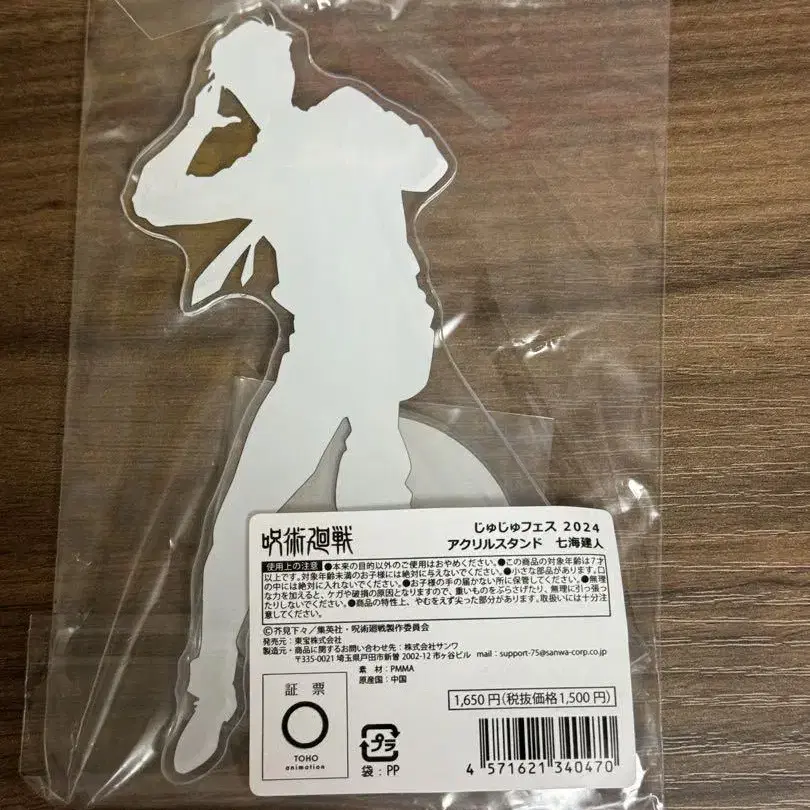 呪術廻戦
じゅじゅフェス 2024
アクリルスタンド 七海建人
使用上の注意 ●本来の目的以外のご使用はおやめください。●この商品の対象年齢は7才
以上です。対象年齢未満のお子様には絶対に与えないでください。●小さな部品があります。口
の中には絶対に入れないでください。●お子様の手の届かない所に保管してください。●無理
な力を加えると、ケガや破損の原因となりますので、重いものをぶらさげたり、無理に引っ張っ
たりしないでください。●商品の特性上、やむをえず尖った部分があります。取扱いには十分注
意してください。
©芥見下々／集英社・呪術廻戦製作委員会
発売元：東宝株式会社
製造元・商品に関するお問い合わせ先：株式会社サンワ
〒335-0021 埼玉県戸田市新曽 2002-12 市ヶ谷ビル mail：support-75@sanwa-corp.co.jp
素 材：PMMA
原産国：中国
証 票
TOHO
animation
プラ
袋：PP
1,650 円(税抜価格1,500 円)
4 571621 340470